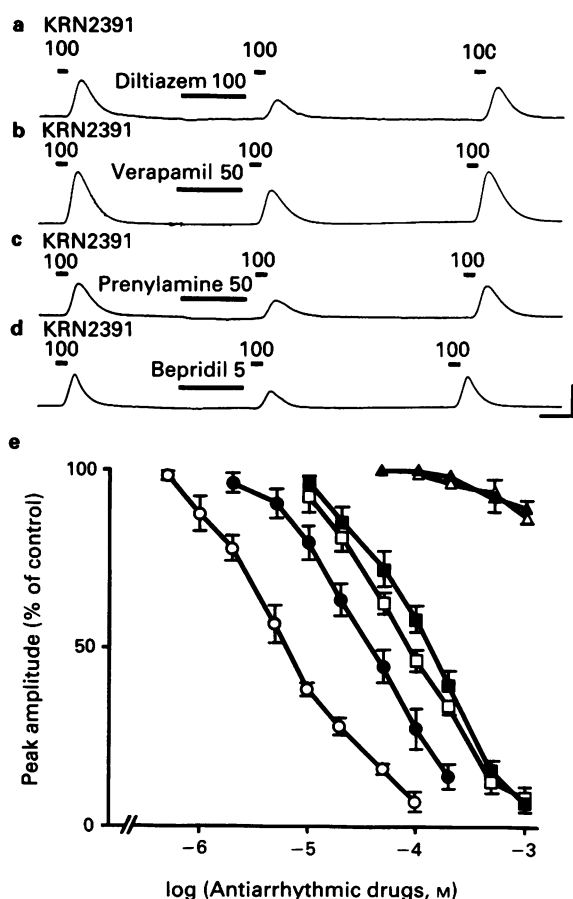 a KRN2391
100 100 10C
Diltiazem 100
b KRN2391
100 100 100
Verapamil 50
c KRN2391
100 100 100
Prenylamine 50
d KRN2391
100 100 100
Bepridil 5
e
100
50
0
Peak amplitude (% of control)
−6 −5 −4 −3
log (Antiarrhythmic drugs, M)